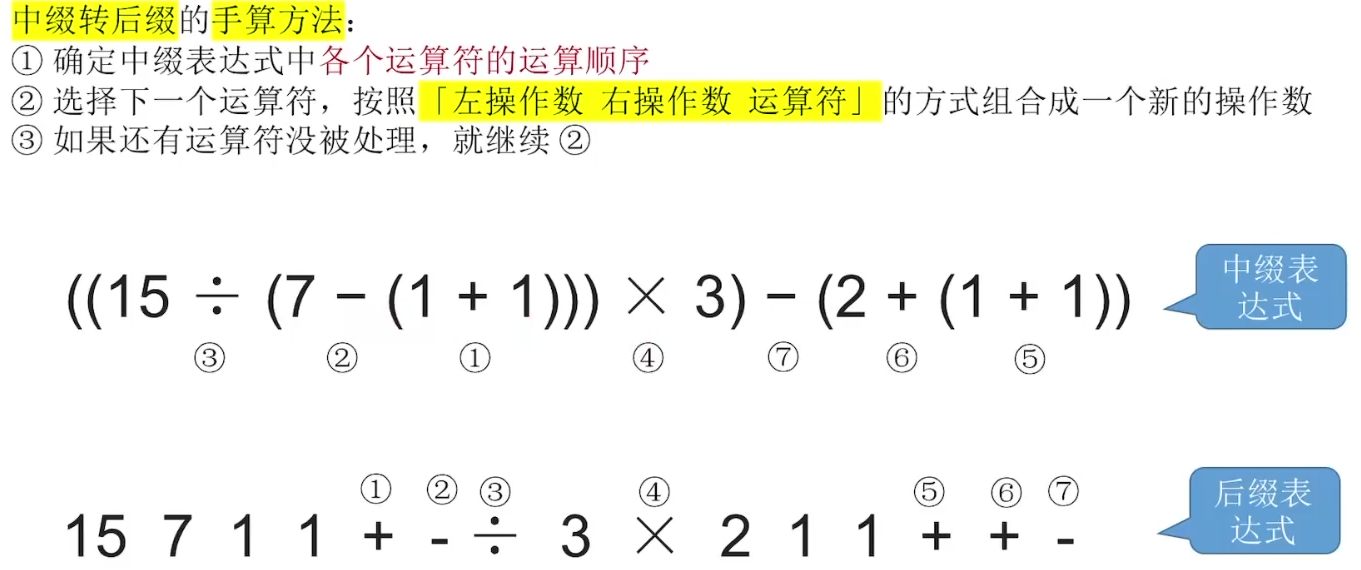 中缀转后缀的手算方法：
① 确定中缀表达式中各个运算符的运算顺序
② 选择下一个运算符，按照「左操作数 右操作数 运算符」的方式组合成一个新的操作数
③ 如果还有运算符没被处理，就继续 ②
((15 ÷ (7 − (1 + 1))) × 3) − (2 + (1 + 1))
中缀表
达式
③ ② ① ④ ⑦ ⑥ ⑤
① ② ③ ④ ⑤ ⑥ ⑦
15 7 1 1 + - ÷ 3 × 2 1 1 + + -
后缀表
达式